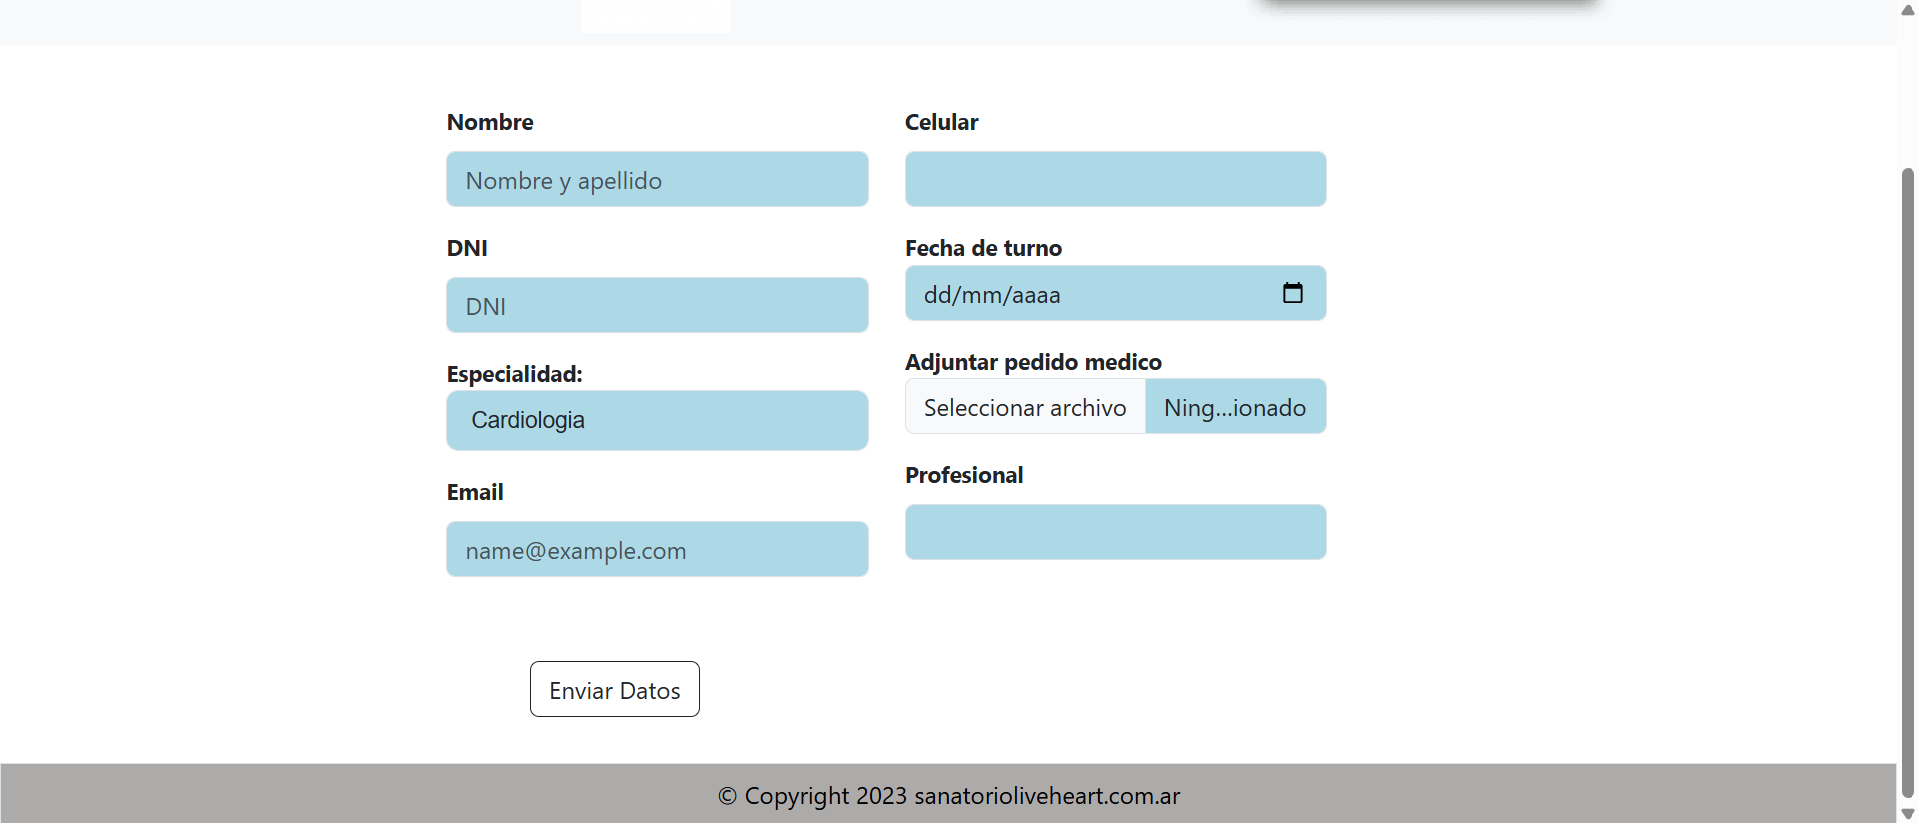 Nombre
Nombre y apellido
DNI
DNI
Especialidad:
Cardiologia
Email
name@example.com
Celular
Fecha de turno
dd/mm/aaaa
Adjuntar pedido medico
Seleccionar archivo Ning...ionado
Profesional
Enviar Datos
© Copyright 2023 sanatorioliveheart.com.ar